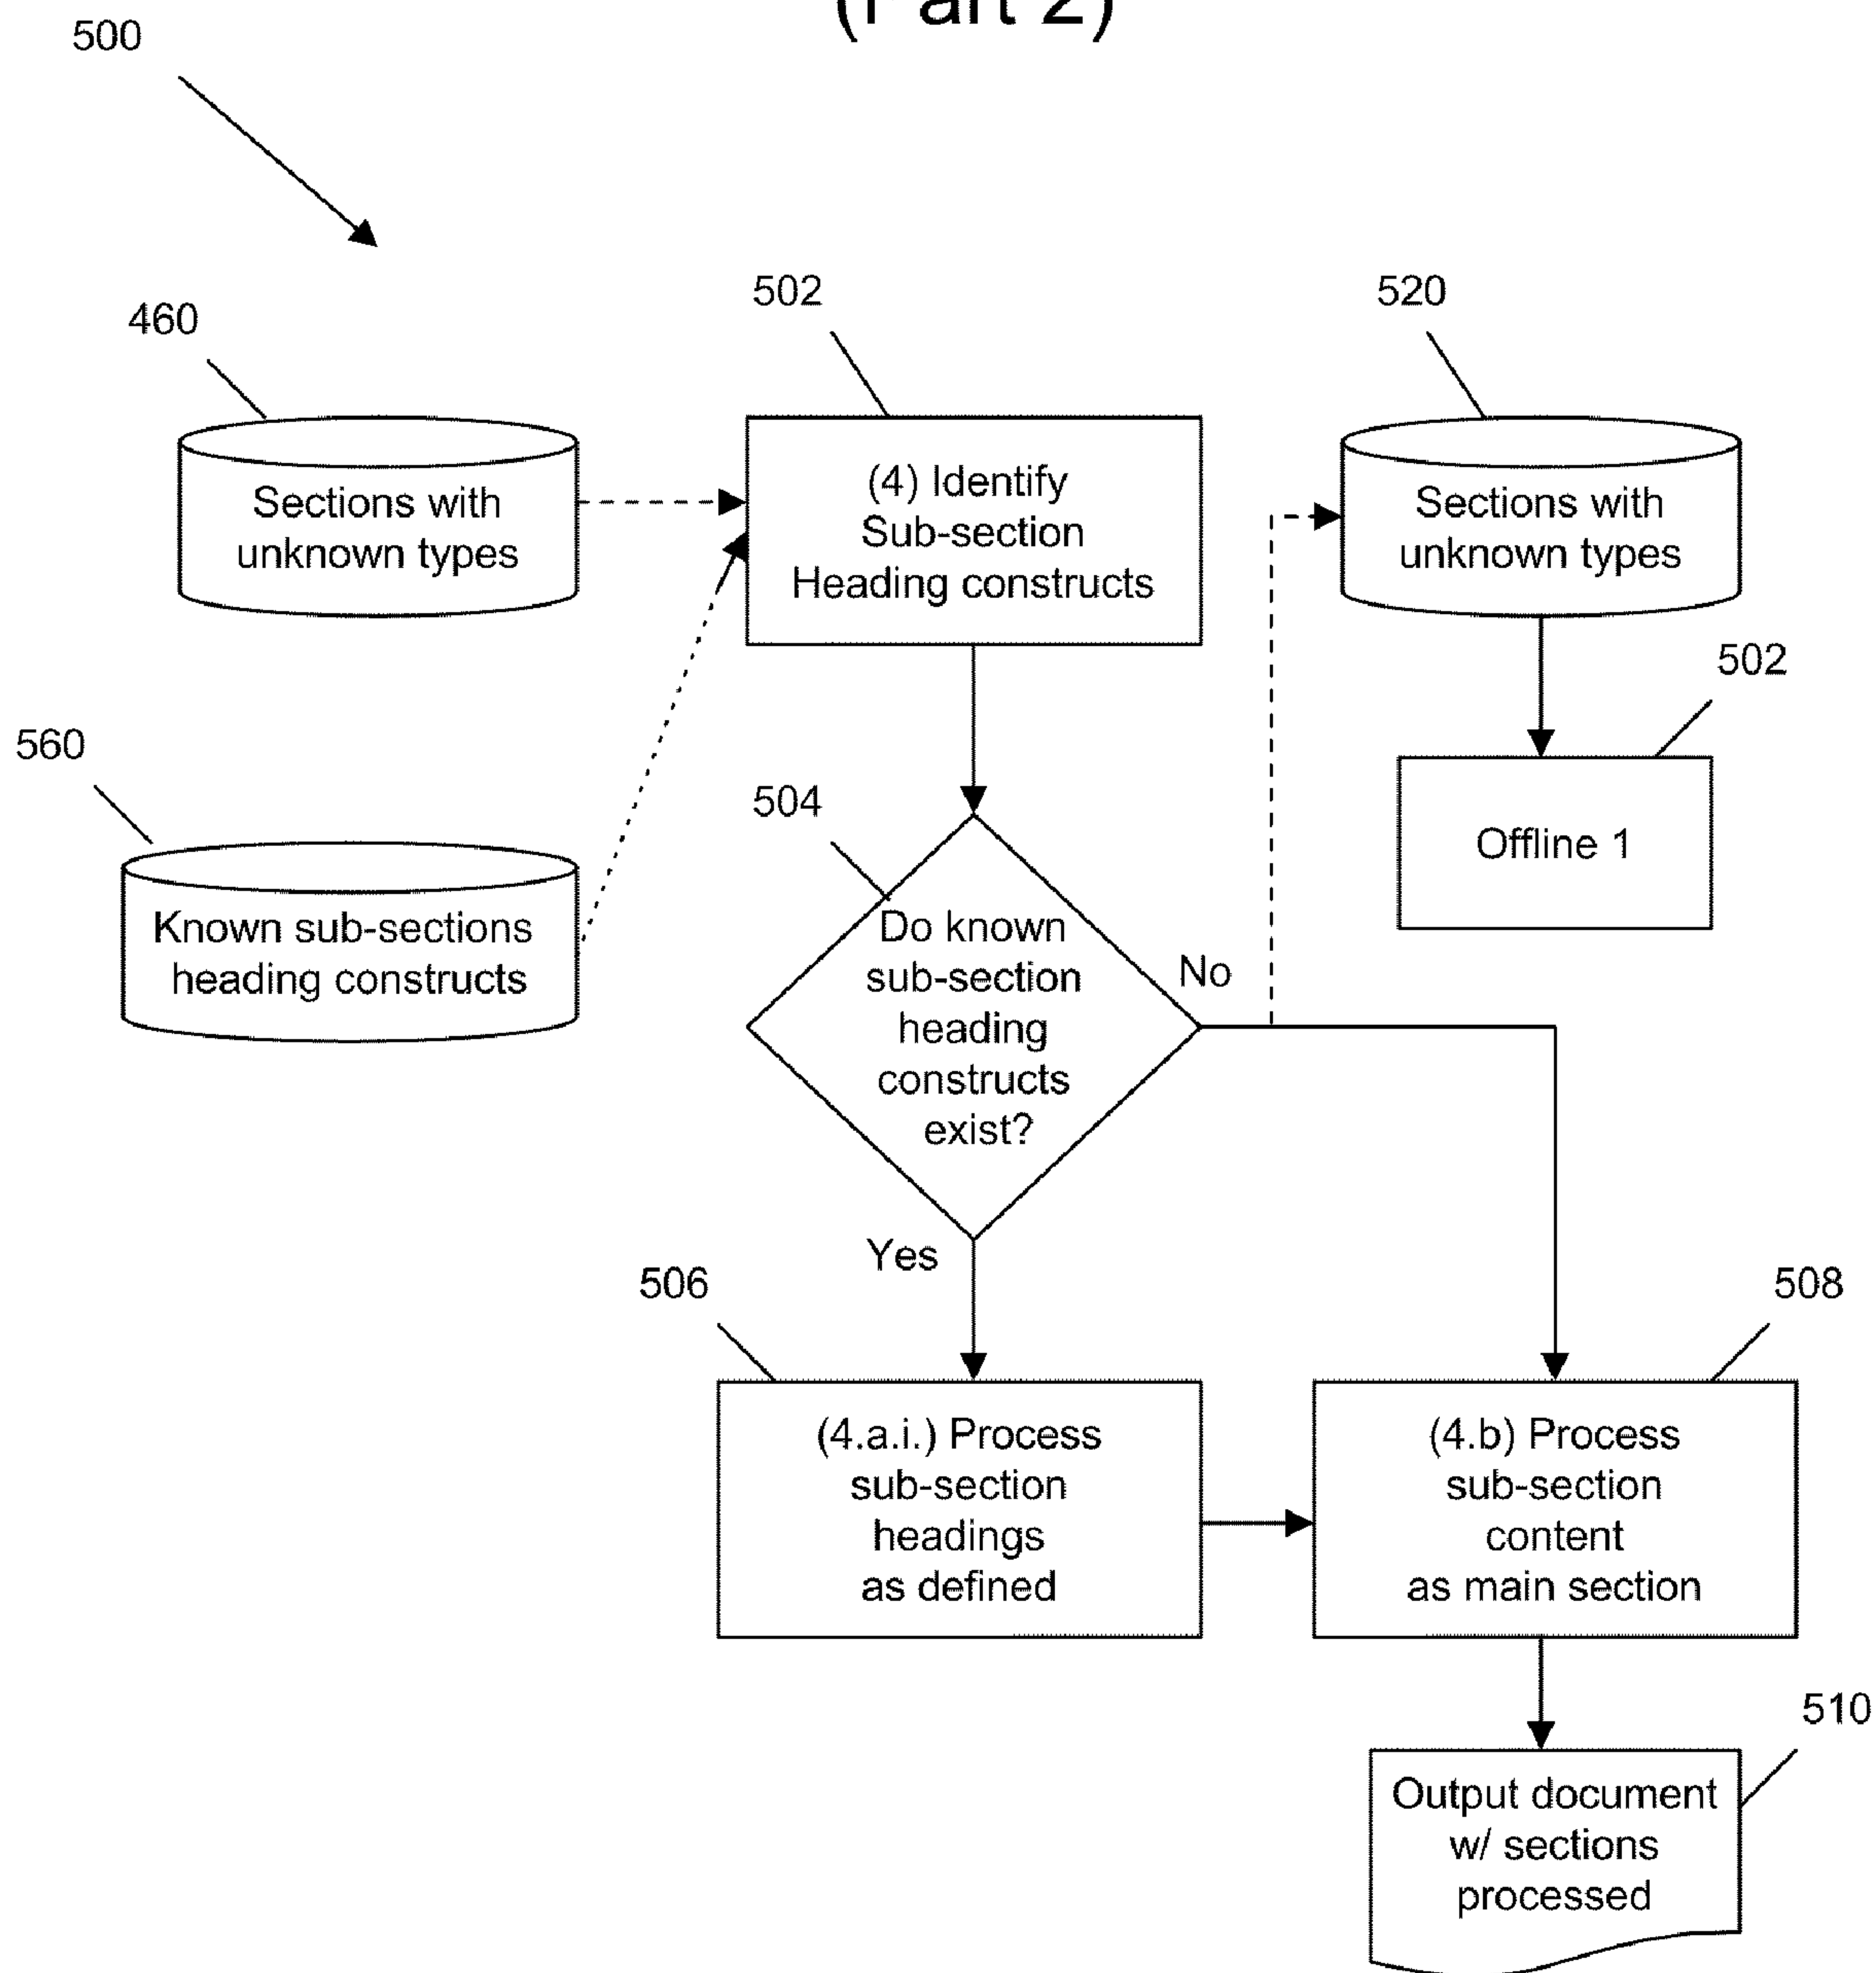 (Part 2)
500
460
502
520
Sections with
unknown types
(4) Identify
Sub-section
Heading constructs
Sections with
unknown types
502
560
504
Offline 1
Known sub-sections
heading constructs
Do known
sub-section
heading
constructs
exist?
No
Yes
506
508
(4.a.i.) Process
sub-section
headings
as defined
(4.b) Process
sub-section
content
as main section
510
Output document
w/ sections
processed